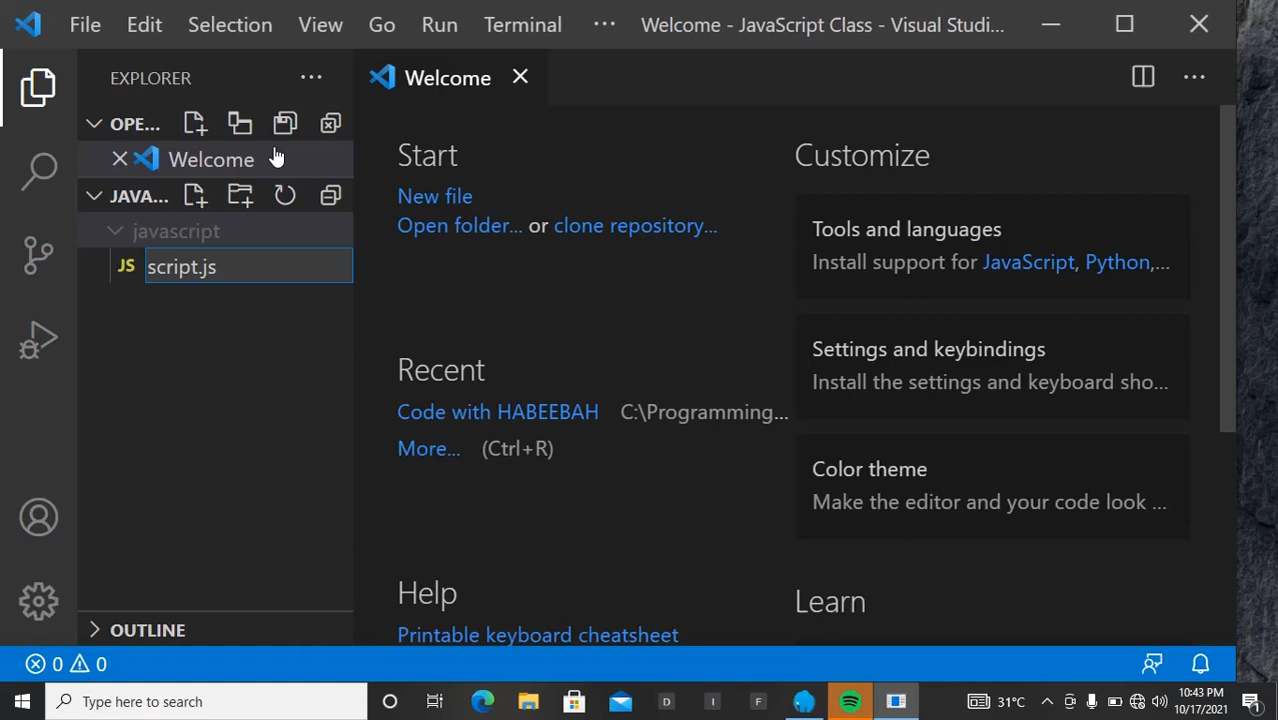 File Edit Selection View Go Run Terminal ··· Welcome - JavaScript Class - Visual Studi...
EXPLORER ···
Welcome
OPE...
Welcome
JAVA...
javascript
JS script.js
OUTLINE
Start
New file
Open folder... or clone repository...
Recent
Code with HABEEBAH C:\Programming...
More... (Ctrl+R)
Help
Printable keyboard cheatsheet
Customize
Tools and languages
Install support for JavaScript, Python,...
Settings and keybindings
Install the settings and keyboard sho...
Color theme
Make the editor and your code look ...
Learn
0 0
Type here to search
D I F
31°C
10:43 PM
10/17/2021
1